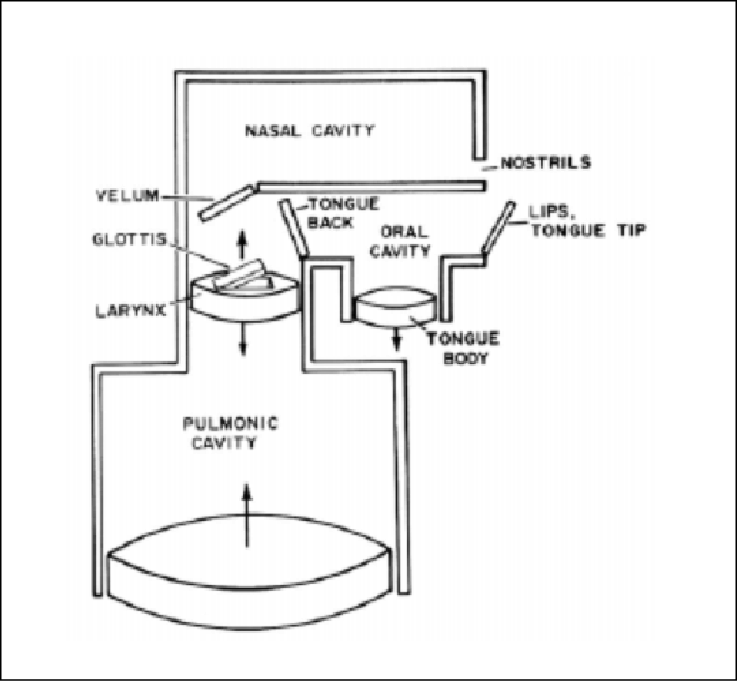 NASAL CAVITY
NOSTRILS
VELUM
TONGUE
BACK
LIPS,
TONGUE TIP
GLOTTIS
ORAL
CAVITY
LARYNX
TONGUE
BODY
PULMONIC
CAVITY